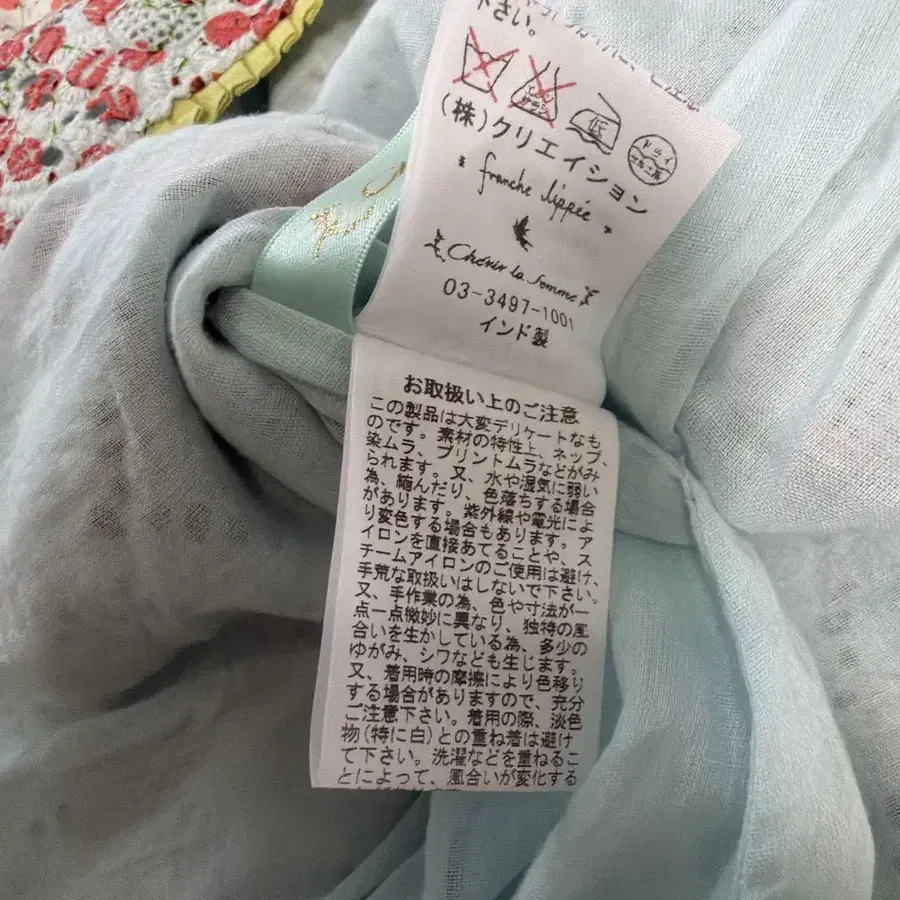 下さい。
低
ドライ
(株)クリエイション
franche lippée
Chérir la femme
03-3497-1001
インド製
お取扱い上のご注意
この製品は大変デリケートなも
のです。素材の特性上、ネップ、
染ムラ、プリントムラなどがみ
られます。又、水や湿気に弱い
為、縮んだり、色落ちする場合
があります。紫外線や電光によ
り変色する場合もあります。ア
イロンを直接あてることや、ス
チームアイロンのご使用は避け、
手荒な取扱いはしないで下さい。
又、手作業の為、色や寸法が一
点一点微妙に異なり、独特の風
合いを生かしている為、多少の
ゆがみ、シワなども生じます。
又、着用時の摩擦により色移り
する場合がありますので、充分
ご注意下さい。着用の際、淡色
物(特に白)との重ね着は避け
て下さい。洗濯などを重ねるこ
とによって、風合いが変化する